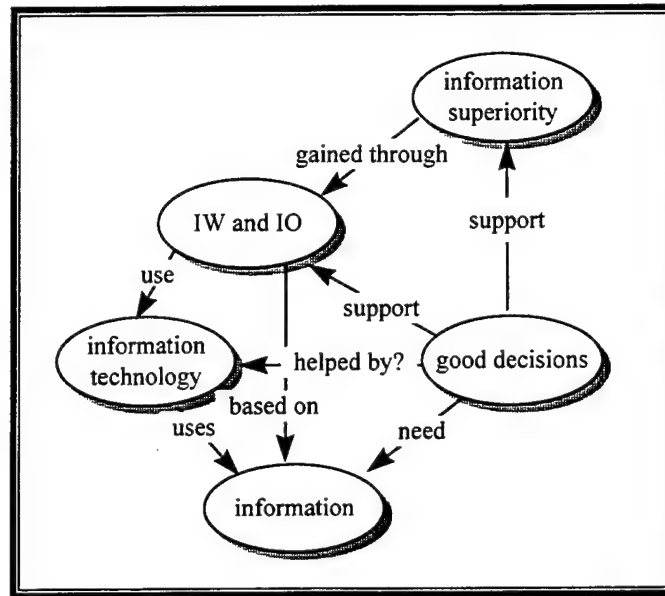 information
superiority
gained through
IW and IO
support
use
support
information
technology
helped by?
good decisions
based on
uses
need
information